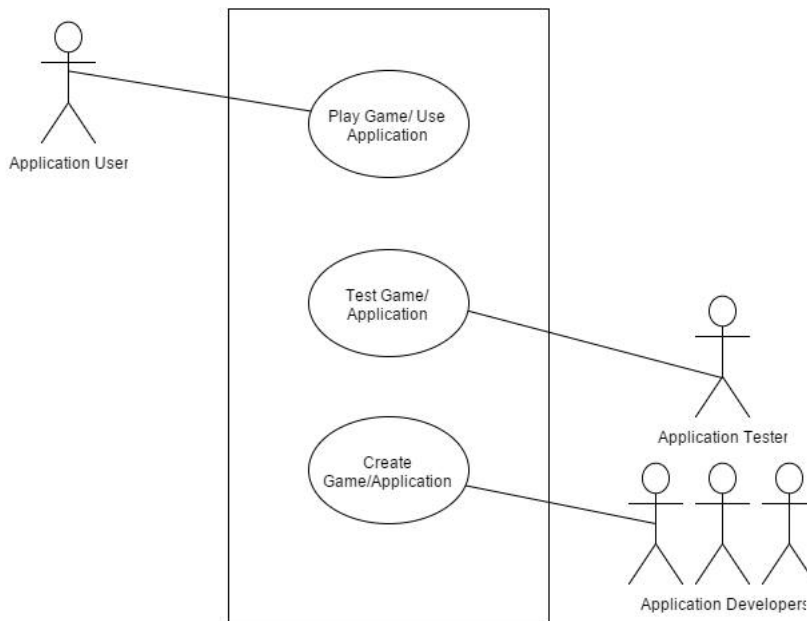 Play Game/ Use
Application
Application User
Test Game/
Application
Application Tester
Create
Game/Application
Application Developers